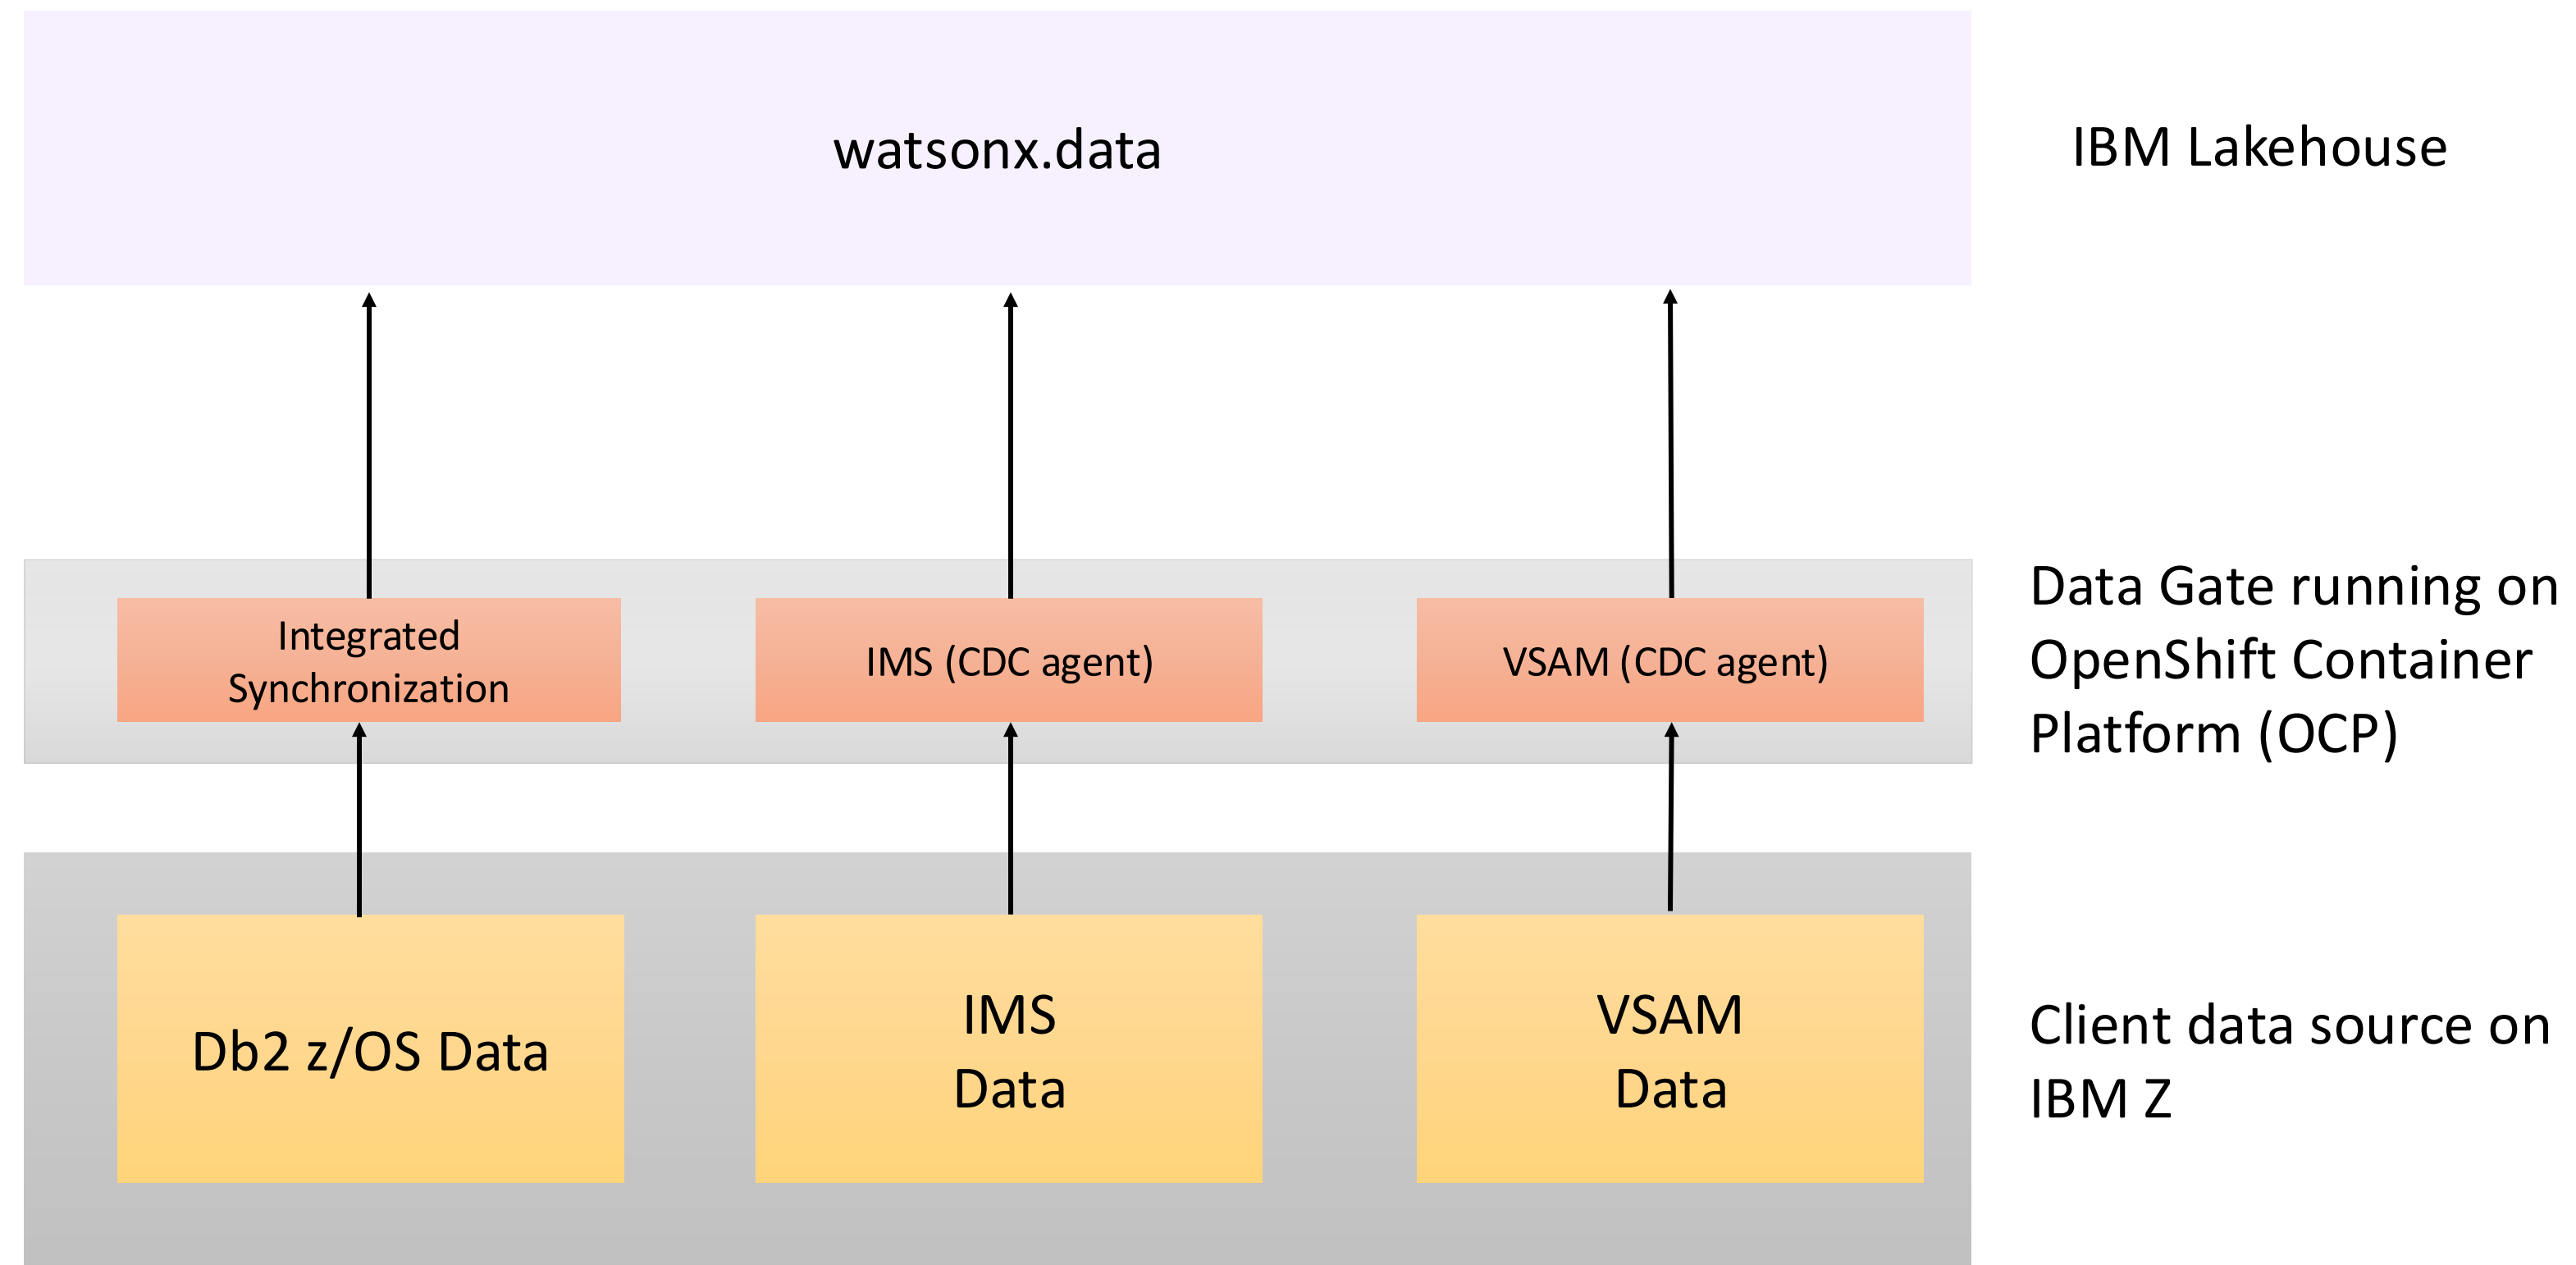 watsonx.data
IBM Lakehouse
Integrated
Synchronization
IMS (CDC agent)
VSAM (CDC agent)
Data Gate running on
OpenShift Container
Platform (OCP)
Db2 z/OS Data
IMS
Data
VSAM
Data
Client data source on
IBM Z